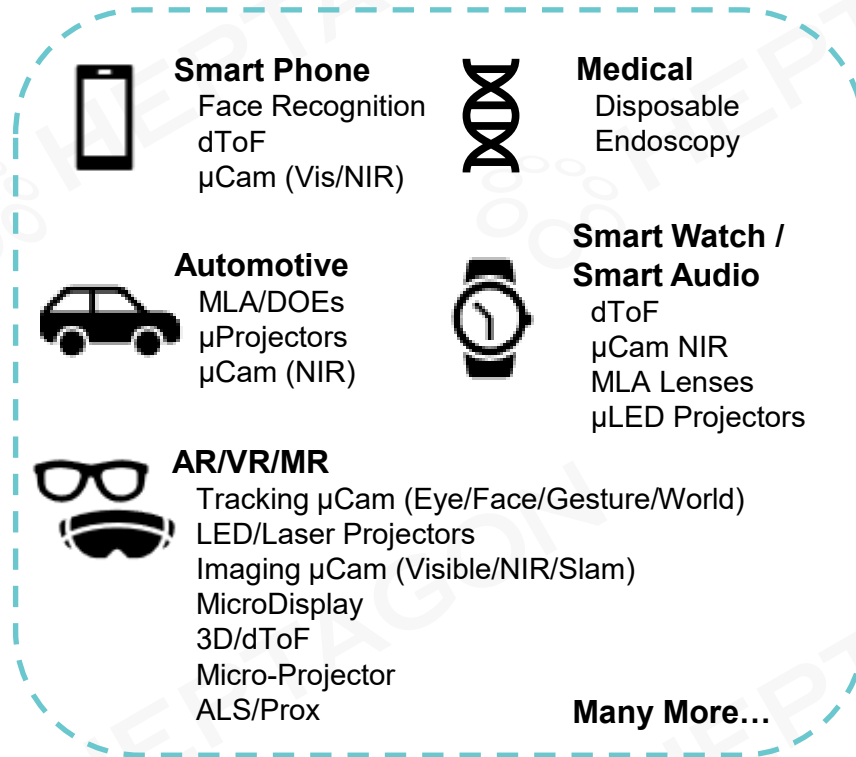 Smart Phone
Face Recognition
dToF
µCam (Vis/NIR)
Medical
Disposable
Endoscopy
Automotive
MLA/DOEs
µProjectors
µCam (NIR)
Smart Watch /
Smart Audio
dToF
µCam NIR
MLA Lenses
µLED Projectors
AR/VR/MR
Tracking µCam (Eye/Face/Gesture/World)
LED/Laser Projectors
Imaging µCam (Visible/NIR/Slam)
MicroDisplay
3D/dToF
Micro-Projector
ALS/Prox
Many More…
HEPTAGON